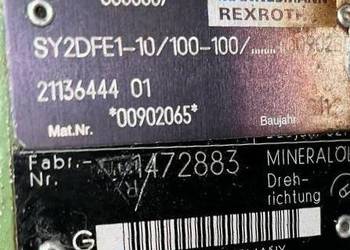 REXROTH
SY2DFE1-10/100-100/
21136444 01
Mat.Nr. *00902065* Baujahr
Fabr.- 1472883 MINERALÖL
Nr. Dreh-
richtung
G